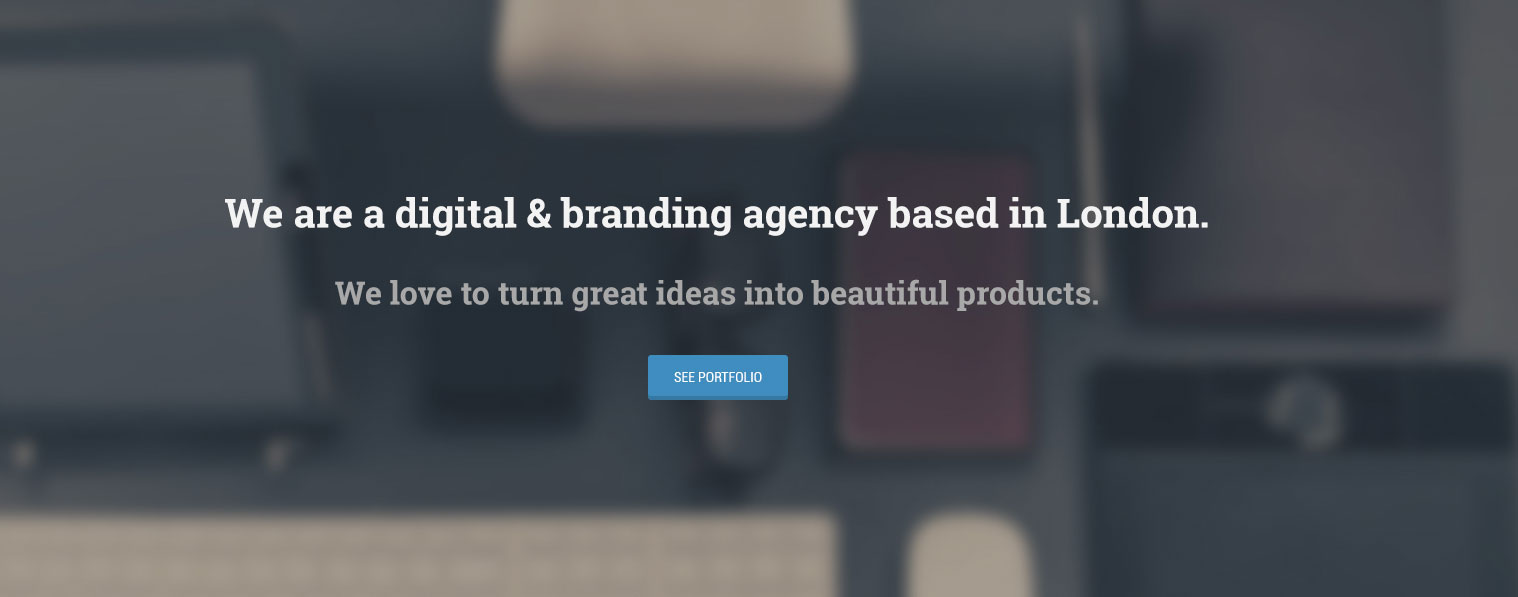 We are a digital & branding agency based in London.
We love to turn great ideas into beautiful products.
SEE PORTFOLIO